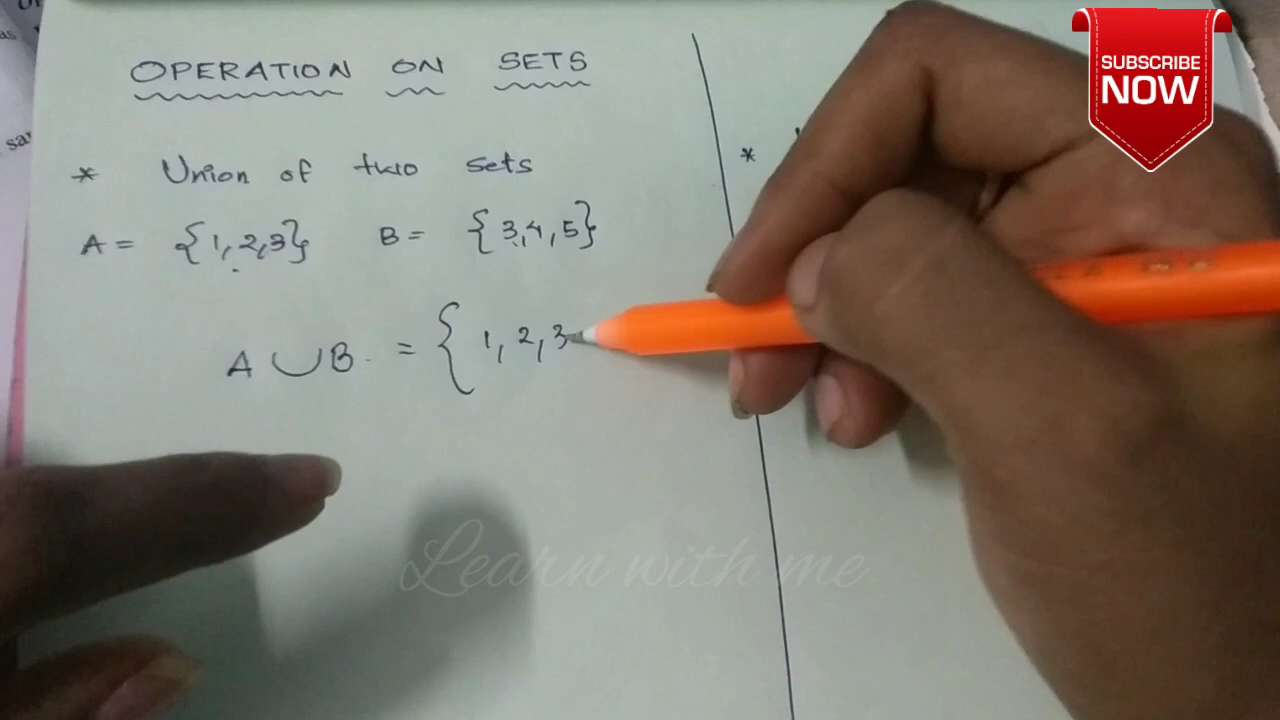 OPERATION ON SETS
* Union of two sets
A = {1,2,3} B = {3,4,5}
A ∪ B = { 1, 2, 3
*
SUBSCRIBE
NOW
Learn with me